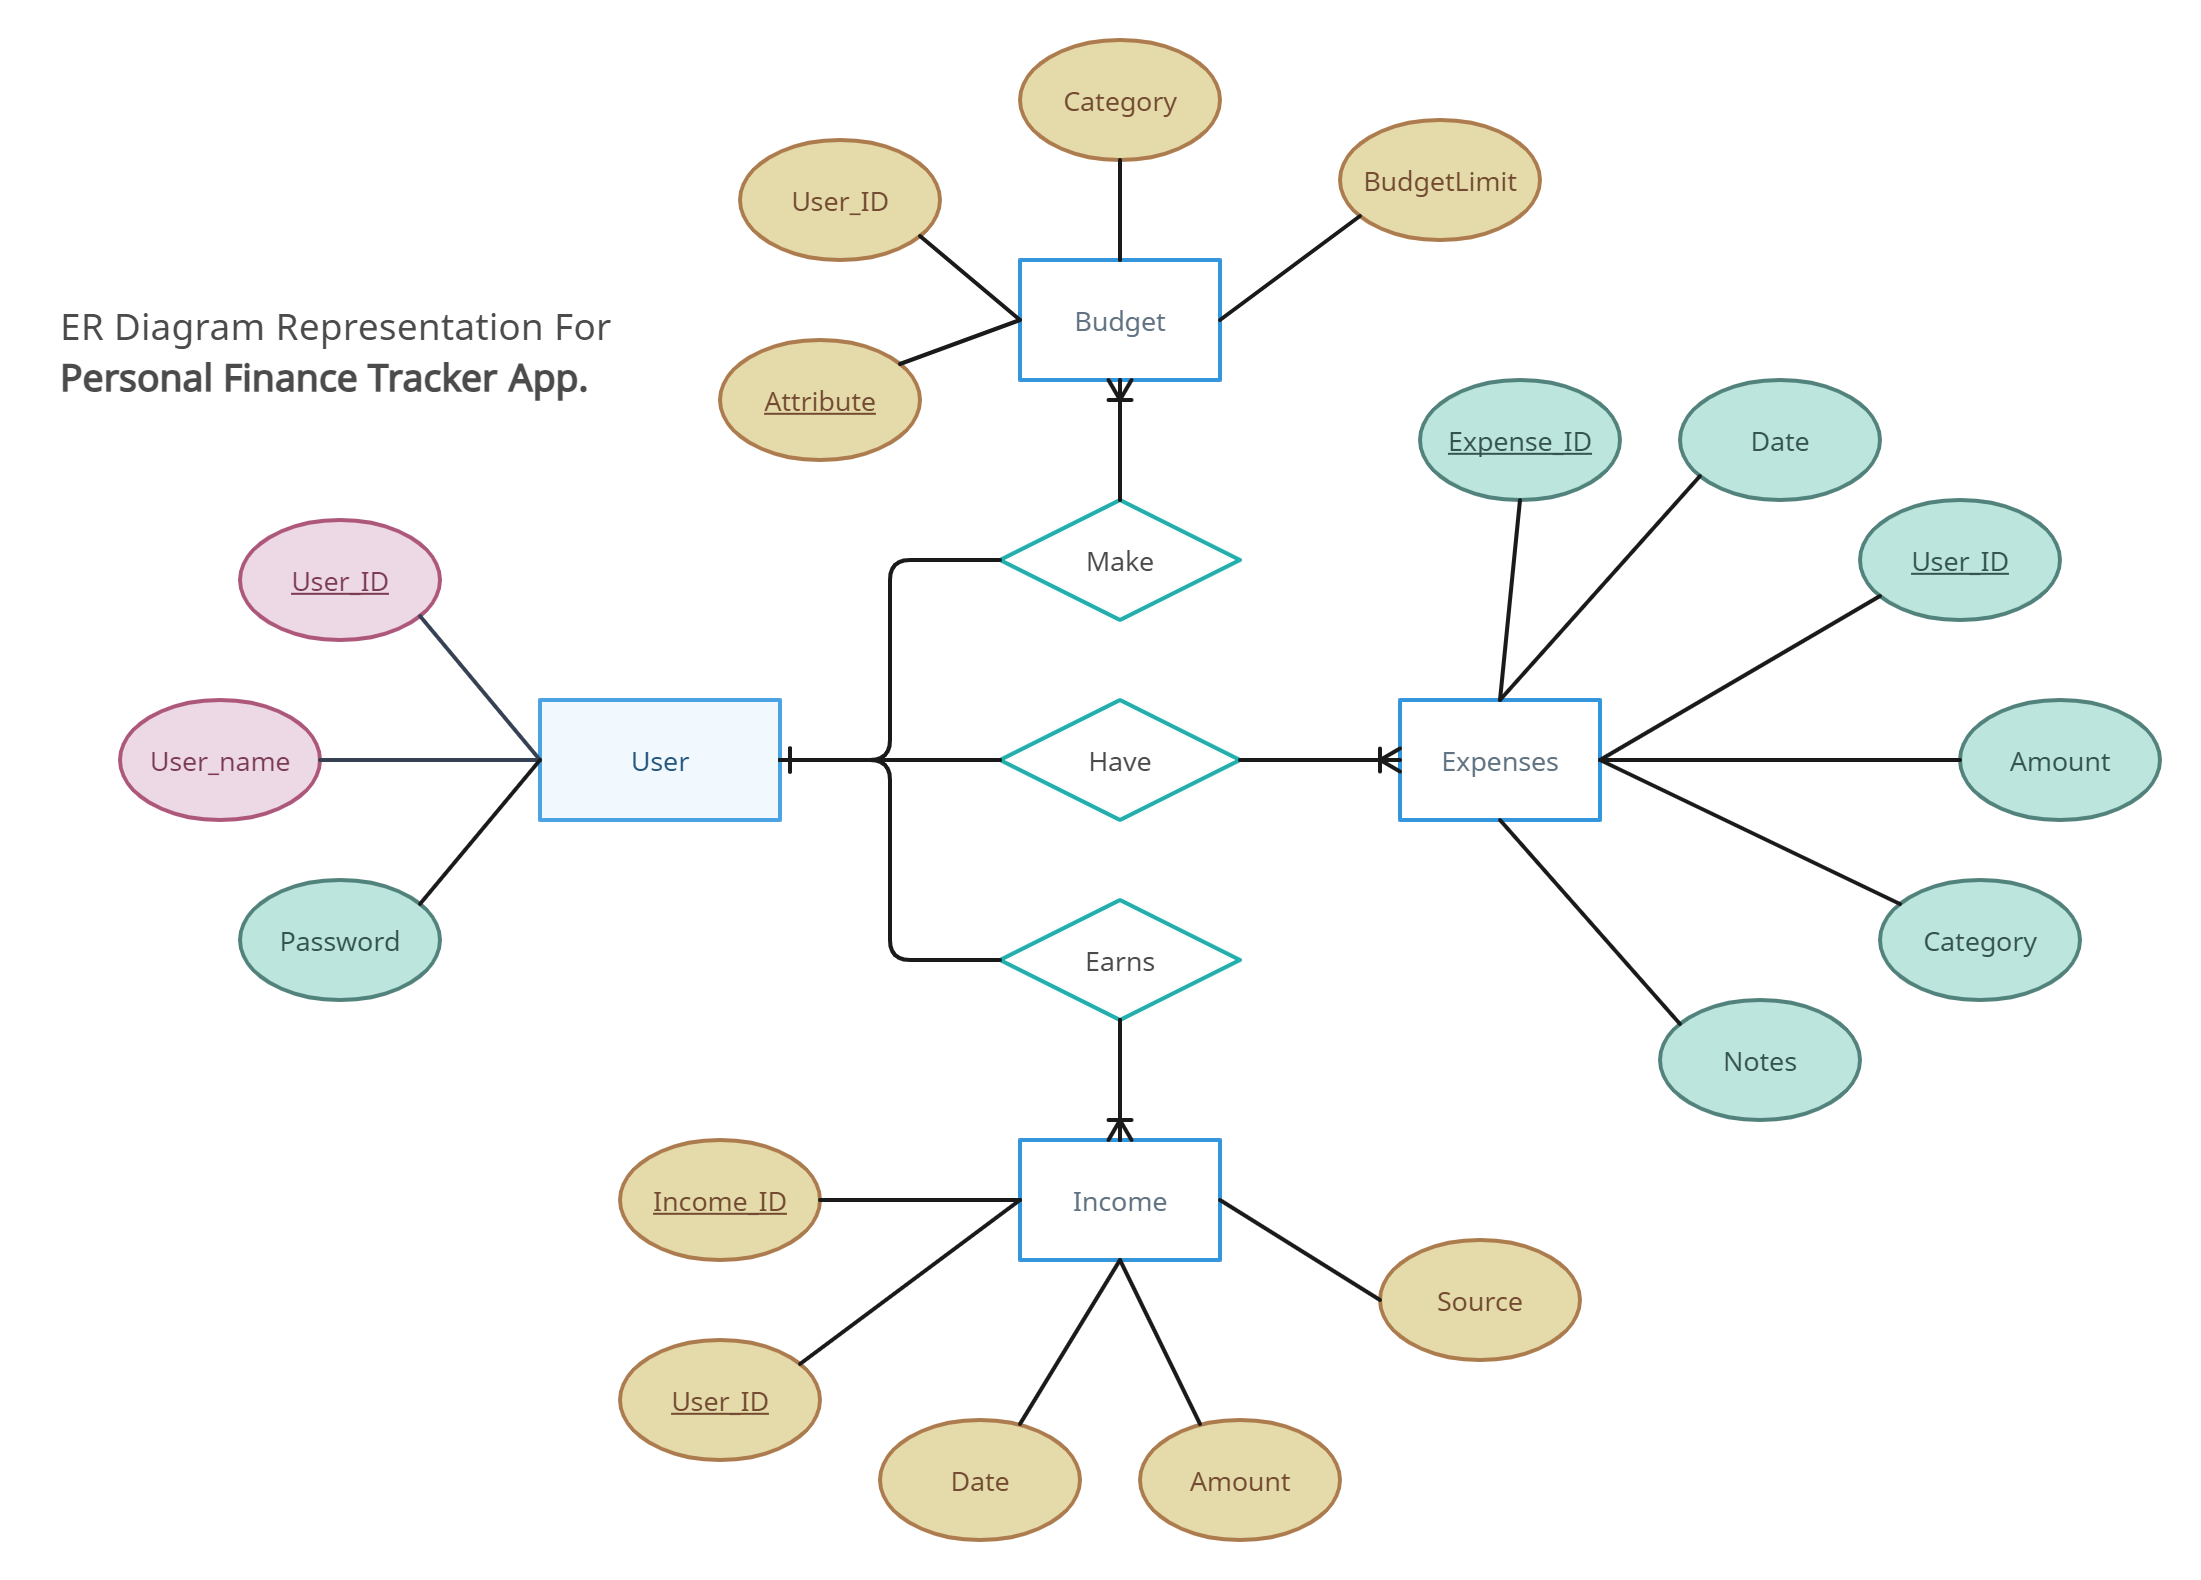 Category
BudgetLimit
User_ID
Budget
ER Diagram Representation For
Personal Finance Tracker App.
Attribute
Expense_ID
Date
User_ID
Make
User_ID
User_name
User
Have
Expenses
Amount
Password
Earns
Category
Notes
Income_ID
Income
Source
User_ID
Date
Amount